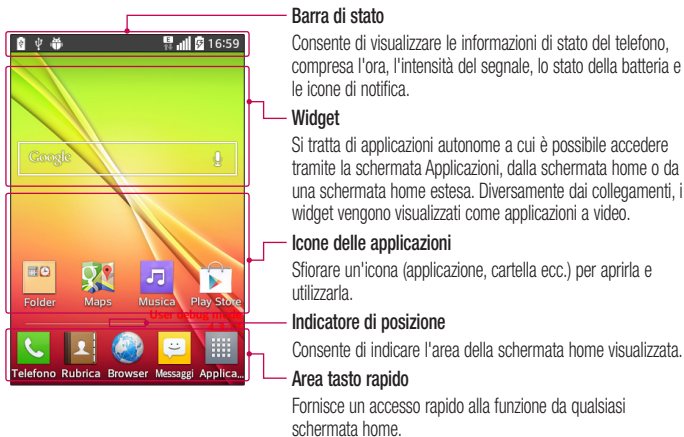 16:59
Google
Folder Maps Musica Play Store
User debug mode
Telefono Rubrica Browser Messaggi Applica...
Barra di stato
Consente di visualizzare le informazioni di stato del telefono,
compresa l'ora, l'intensità del segnale, lo stato della batteria e
le icone di notifica.
Widget
Si tratta di applicazioni autonome a cui è possibile accedere
tramite la schermata Applicazioni, dalla schermata home o da
una schermata home estesa. Diversamente dai collegamenti, i
widget vengono visualizzati come applicazioni a video.
Icone delle applicazioni
Sfiorare un'icona (applicazione, cartella ecc.) per aprirla e
utilizzarla.
Indicatore di posizione
Consente di indicare l'area della schermata home visualizzata.
Area tasto rapido
Fornisce un accesso rapido alla funzione da qualsiasi
schermata home.